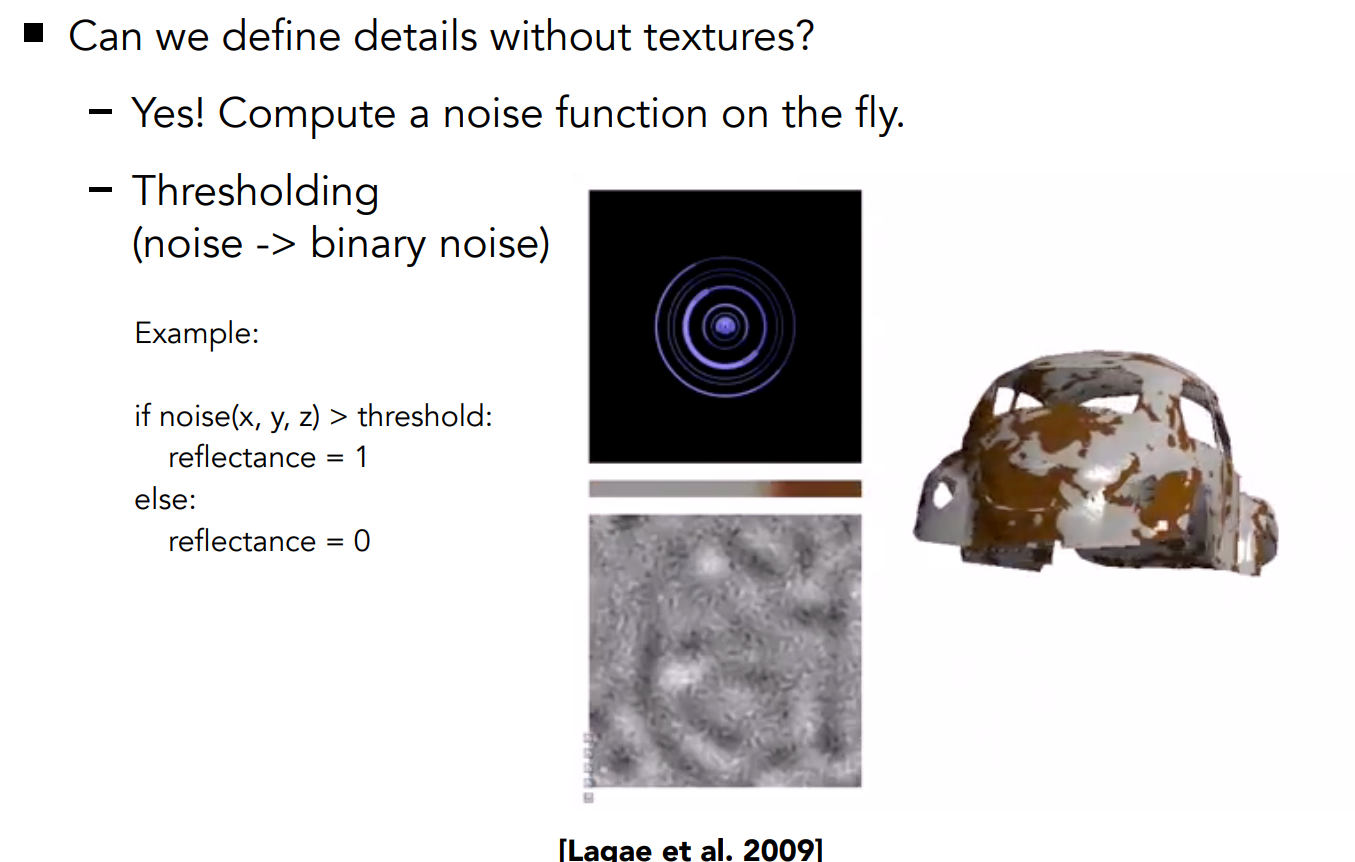 Can we define details without textures?
– Yes! Compute a noise function on the fly.
– Thresholding
(noise -> binary noise)
Example:
if noise(x, y, z) > threshold:
reflectance = 1
else:
reflectance = 0
[Lagae et al. 2009]